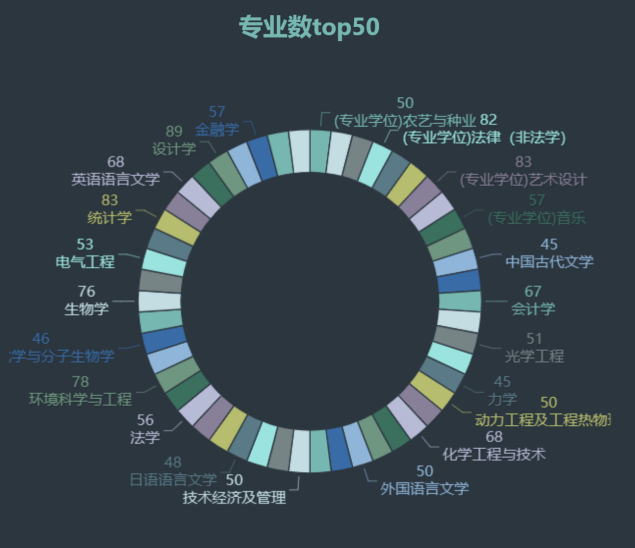 专业数top50
50
(专业学位)农艺与种业
82
(专业学位)法律（非法学）
83
(专业学位)艺术设计
57
(专业学位)音乐
45
中国古代文学
67
会计学
51
光学工程
45
力学
50
动力工程及工程热物
68
化学工程与技术
50
外国语言文学
50
技术经济及管理
48
日语语言文学
56
法学
78
环境科学与工程
46
学与分子生物学
76
生物学
53
电气工程
83
统计学
68
英语语言文学
89
设计学
57
金融学